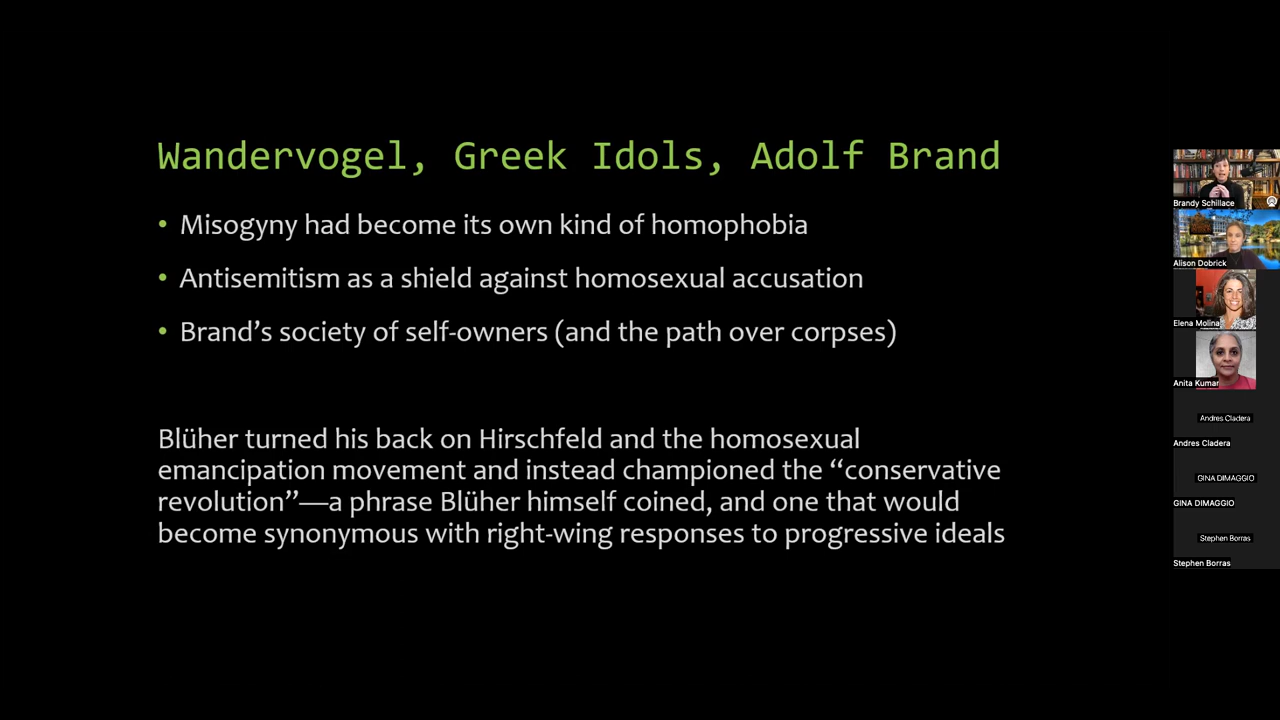 Wandervogel, Greek Idols, Adolf Brand
• Misogyny had become its own kind of homophobia
• Antisemitism as a shield against homosexual accusation
• Brand’s society of self-owners (and the path over corpses)
Blüher turned his back on Hirschfeld and the homosexual
emancipation movement and instead championed the “conservative
revolution”—a phrase Blüher himself coined, and one that would
become synonymous with right-wing responses to progressive ideals
Brandy Schillace
Alison Dobrick
Elena Molina
Anita Kumar
Andres Cladera
Andres Cladera
GINA DIMAGGIO
GINA DIMAGGIO
Stephen Borras
Stephen Borras